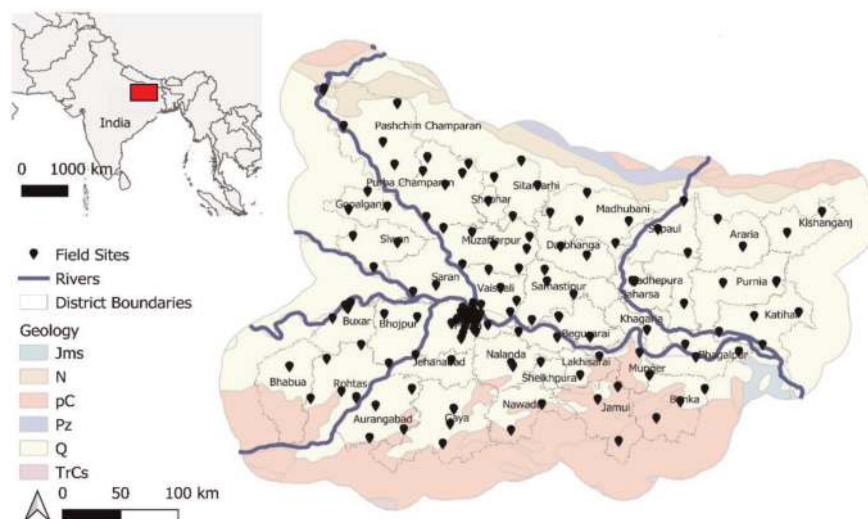 India
0 1000 km
Field Sites
Rivers
District Boundaries
Geology
Jms
N
pC
Pz
Q
TrCs
0 50 100 km
Pashchim Champaran
Purba Champaran
Sitamarhi
Sheohar
Gopalganj
Madhubani
Kishanganj
Supaul
Araria
Siwan
Muzaffarpur
Darbhanga
Saran
Vaishali
Samastipur
Madhepura
Saharsa
Purnia
Katihar
Khagaria
Buxar
Bhojpur
Begusarai
Bhagalpur
Jehanabad
Nalanda
Lakhisarai
Munger
Bhabua
Rohtas
Sheikhpura
Banka
Aurangabad
Gaya
Nawada
Jamui